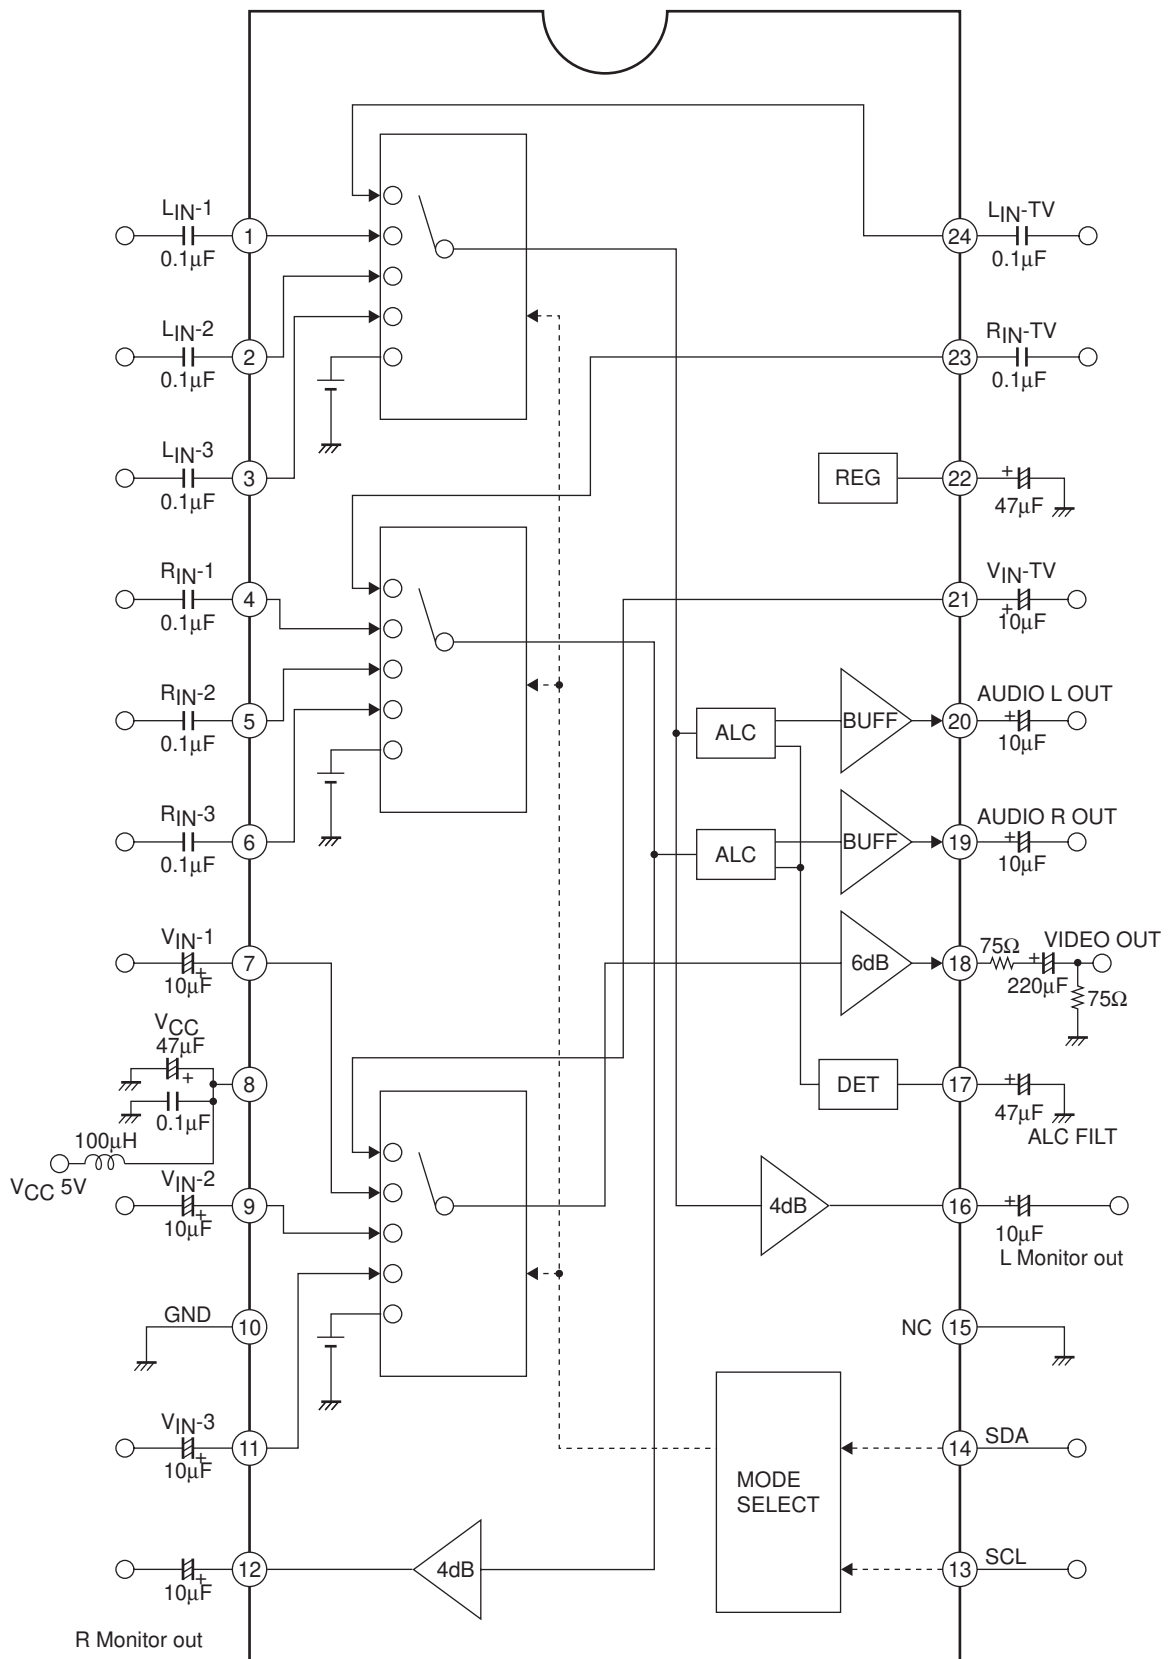 LIN-1
1
0.1µF
LIN-2
2
0.1µF
LIN-3
3
0.1µF
RIN-1
4
0.1µF
RIN-2
5
0.1µF
RIN-3
6
0.1µF
VIN-1
7
10µF
VCC
47µF
8
0.1µF
100µH
VCC 5V
VIN-2
9
10µF
GND
10
VIN-3
11
10µF
12
10µF
R Monitor out
4dB
LIN-TV
24
0.1µF
RIN-TV
23
0.1µF
REG
22
47µF
VIN-TV
21
10µF
AUDIO L OUT
ALC
BUFF
20
10µF
AUDIO R OUT
ALC
BUFF
19
10µF
VIDEO OUT
75Ω
6dB
18
220µF
75Ω
DET
17
47µF
ALC FILT
4dB
16
10µF
L Monitor out
NC
15
MODE
SELECT
14
SDA
13
SCL